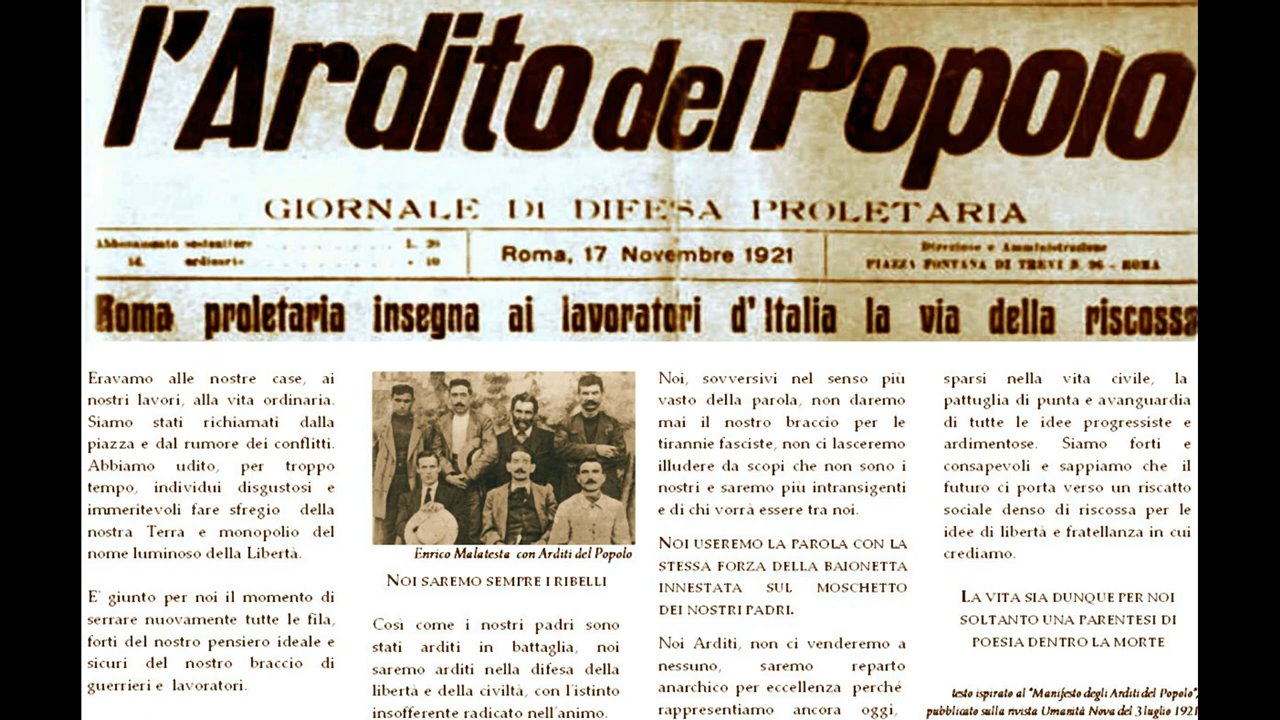 l'Ardito del Popolo
GIORNALE DI DIFESA PROLETARIA
Abbonamento sostenitore . . . . . L. 20
Id. ordinario . . . . . » 10
Roma, 17 Novembre 1921
Direzione e Amministrazione
PIAZZA FONTANA DI TREVI N. 96 - ROMA
Roma proletaria insegna ai lavoratori d'Italia la via della riscossa
Eravamo alle nostre case, ai
nostri lavori, alla vita ordinaria.
Siamo stati richiamati dalla
piazza e dal rumore dei conflitti.
Abbiamo udito, per troppo
tempo, individui disgustosi e
immeritevoli fare sfregio della
nostra Terra e monopolio del
nome luminoso della Libertà.
E' giunto per noi il momento di
serrare nuovamente tutte le fila,
forti del nostro pensiero ideale e
sicuri del nostro braccio di
guerrieri e lavoratori.
Enrico Malatesta con Arditi del Popolo
NOI SAREMO SEMPRE I RIBELLI
Così come i nostri padri sono
stati arditi in battaglia, noi
saremo arditi nella difesa della
libertà e della civiltà, con l'istinto
insofferente radicato nell'animo.
Noi, sovversivi nel senso più
vasto della parola, non daremo
mai il nostro braccio per le
tirannie fasciste, non ci lasceremo
illudere da scopi che non sono i
nostri e saremo più intransigenti
e di chi vorrà essere tra noi.
NOI USEREMO LA PAROLA CON LA
STESSA FORZA DELLA BAIONETTA
INNESTATA SUL MOSCHETTO
DEI NOSTRI PADRI.
Noi Arditi, non ci venderemo a
nessuno, saremo reparto
anarchico per eccellenza perché
rappresentiamo ancora oggi,
sparsi nella vita civile, la
pattuglia di punta e avanguardia
di tutte le idee progressiste e
ardimentose. Siamo forti e
consapevoli e sappiamo che il
futuro ci porta verso un riscatto
sociale denso di riscossa per le
idee di libertà e fratellanza in cui
crediamo.
LA VITA SIA DUNQUE PER NOI
SOLTANTO UNA PARENTESI DI
POESIA DENTRO LA MORTE
testo ispirato al "Manifesto degli Arditi del Popolo",
pubblicato sulla rivista Umanità Nova del 3 luglio 1921